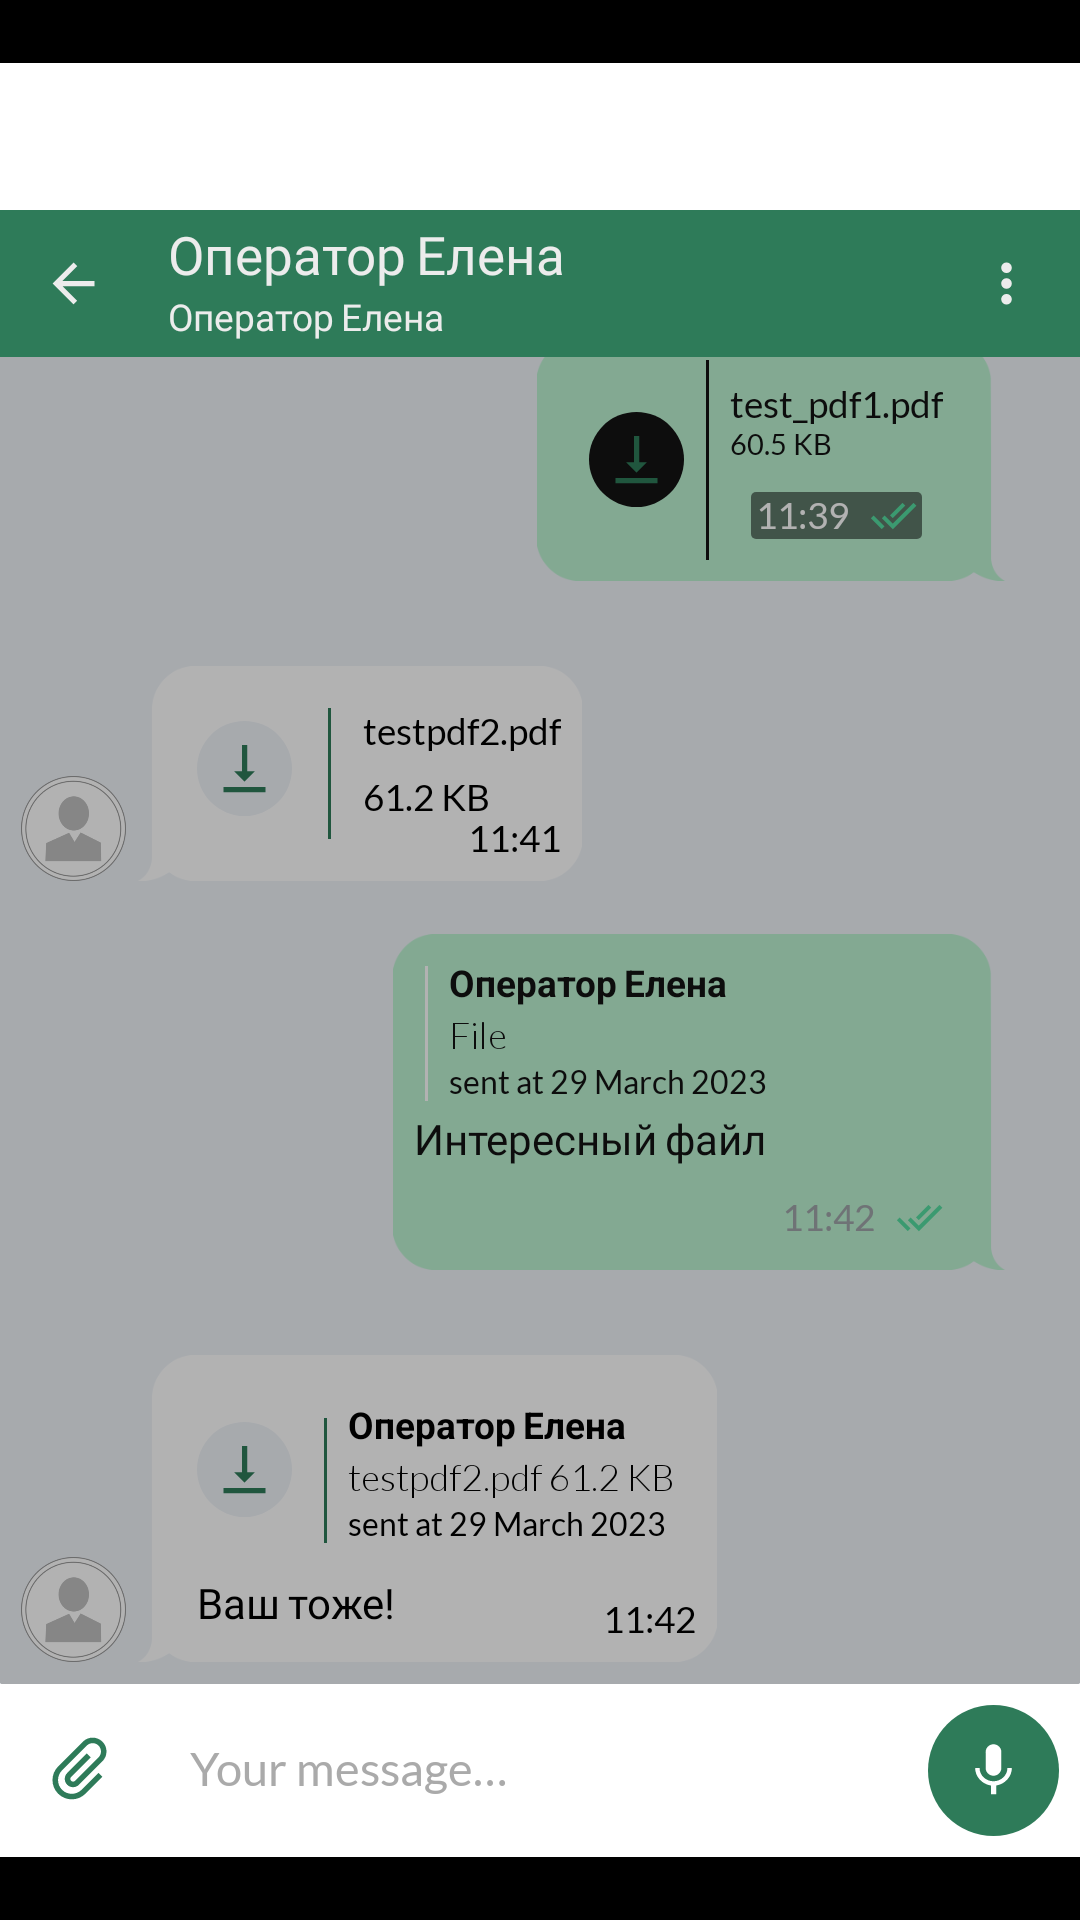 Оператор Елена
Оператор Елена
test_pdf1.pdf
60.5 KB
11:39
testpdf2.pdf
61.2 KB
11:41
Оператор Елена
File
sent at 29 March 2023
Интересный файл
11:42
Оператор Елена
testpdf2.pdf 61.2 KB
sent at 29 March 2023
Ваш тоже!
11:42
Your message...